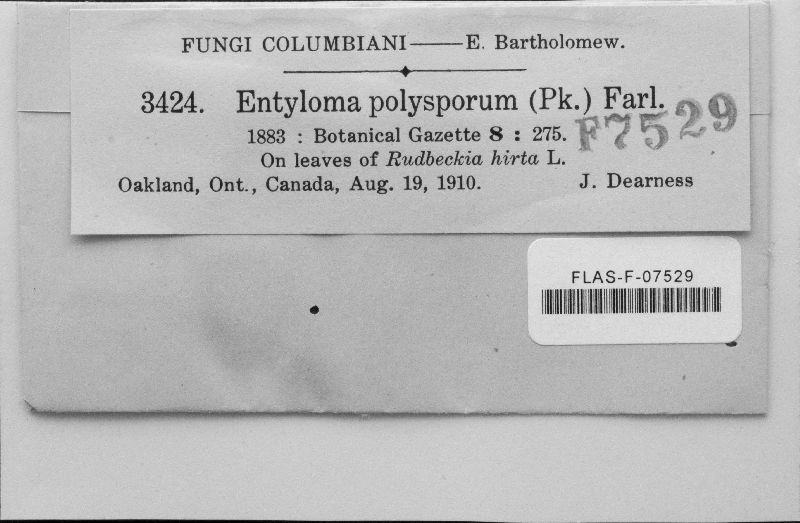 FUNGI COLUMBIANI——E. Bartholomew.
3424. Entyloma polysporum (Pk.) Farl.
F7529
1883 : Botanical Gazette 8 : 275.
On leaves of Rudbeckia hirta L.
Oakland, Ont., Canada, Aug. 19, 1910. J. Dearness
FLAS-F-07529